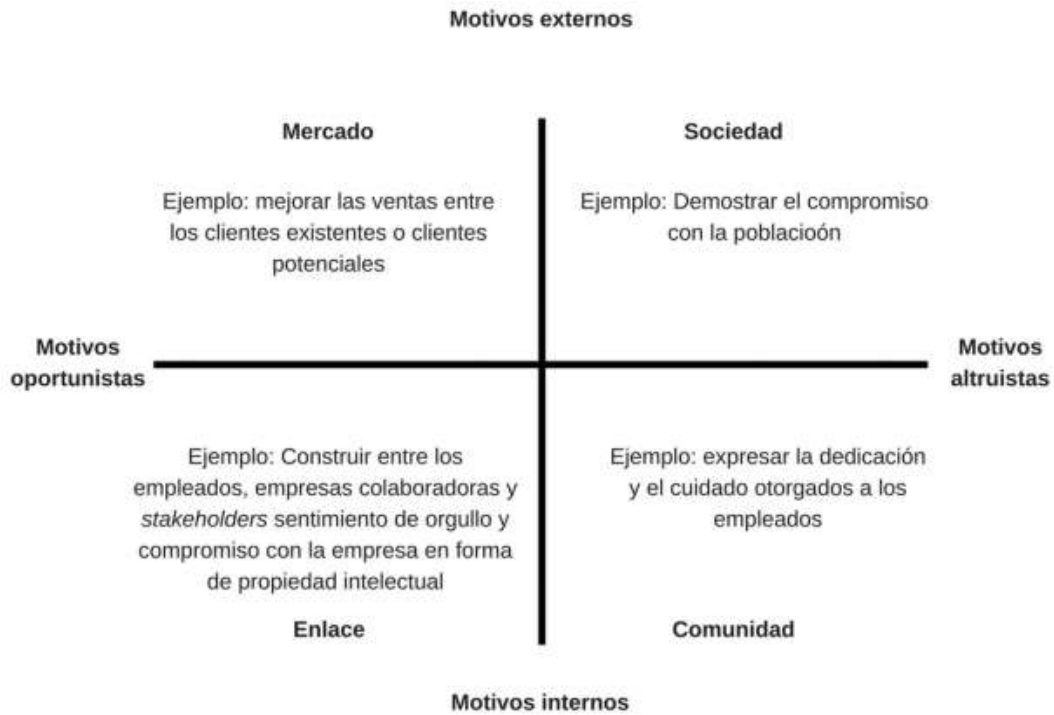 Motivos externos
Mercado
Ejemplo: mejorar las ventas entre
los clientes existentes o clientes
potenciales
Sociedad
Ejemplo: Demostrar el compromiso
con la poblacioón
Motivos
oportunistas
Motivos
altruistas
Ejemplo: Construir entre los
empleados, empresas colaboradoras y
stakeholders sentimiento de orgullo y
compromiso con la empresa en forma
de propiedad intelectual
Enlace
Ejemplo: expresar la dedicación
y el cuidado otorgados a los
empleados
Comunidad
Motivos internos